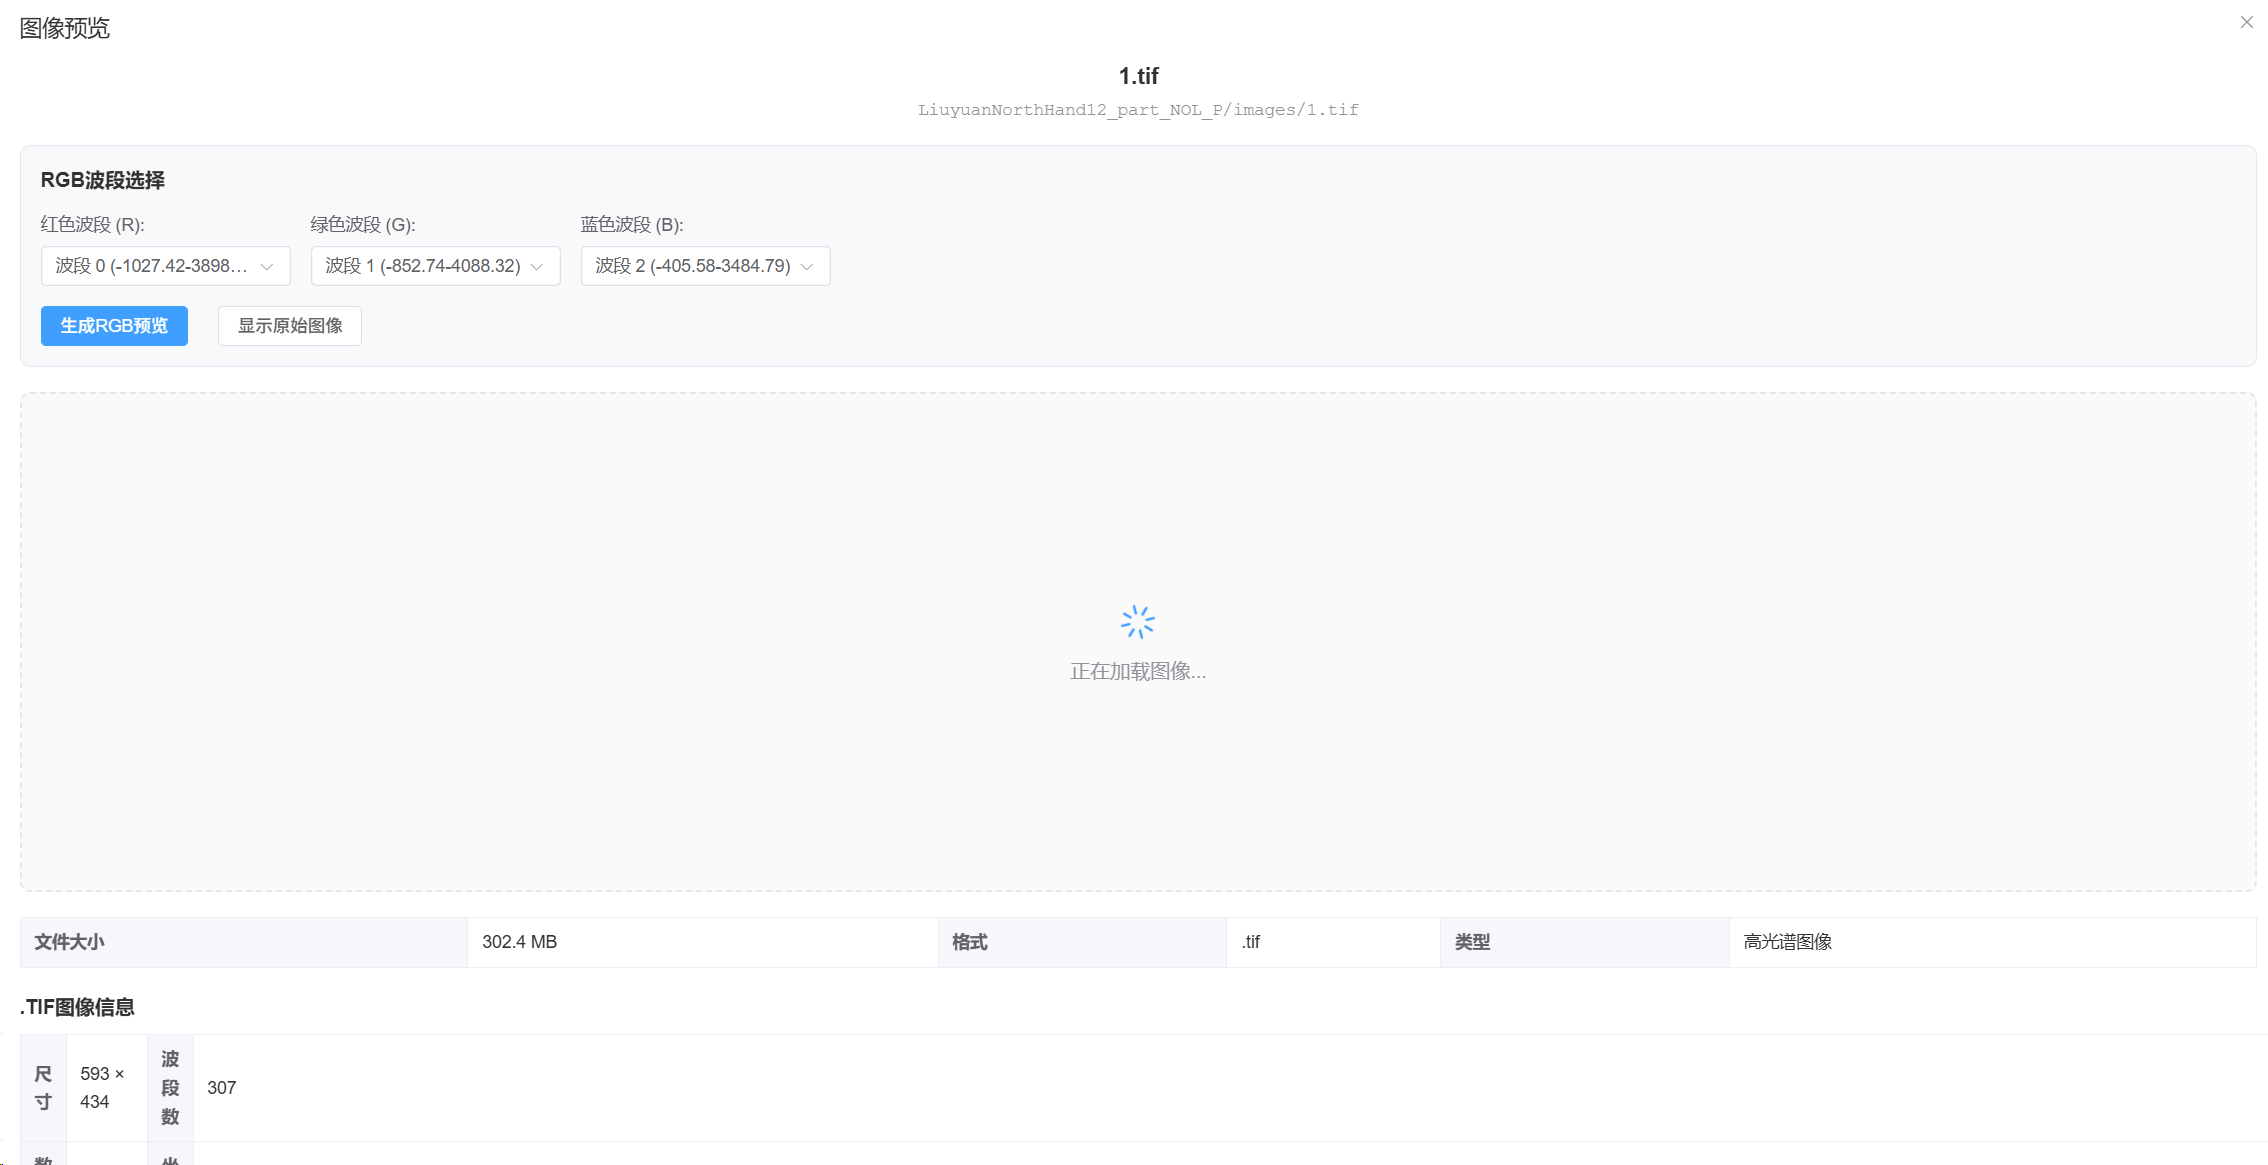 图像预览
1.tif
LiuyuanNorthHand12_part_NOL_P/images/1.tif
RGB波段选择
红色波段 (R): 绿色波段 (G): 蓝色波段 (B):
波段 0 (-1027.42-3898... 波段 1 (-852.74-4088.32) 波段 2 (-405.58-3484.79)
生成RGB预览 显示原始图像
正在加载图像...
文件大小 302.4 MB 格式 .tif 类型 高光谱图像
.TIF图像信息
尺寸 593 × 434 波段数 307